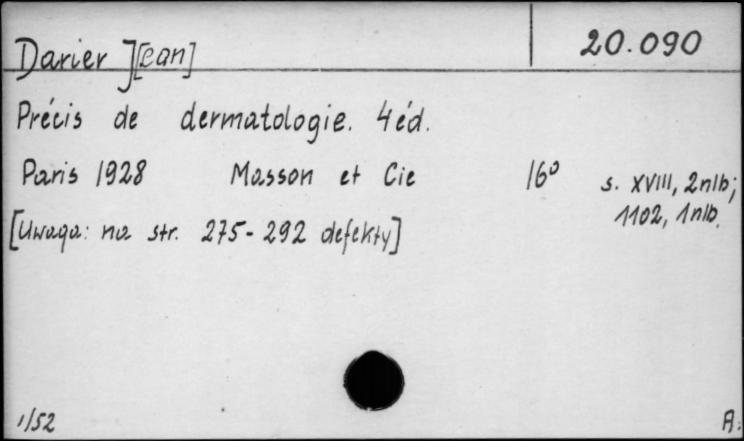 20.090
Darier J[ean]
Précis de dermatologie. 4 éd.
Paris 1928 Masson et Cie 16° s. XVIII, 2nlb;
1102, 1nlb.
[Uwaga: na str. 275-292 defekty]
1/52 A.